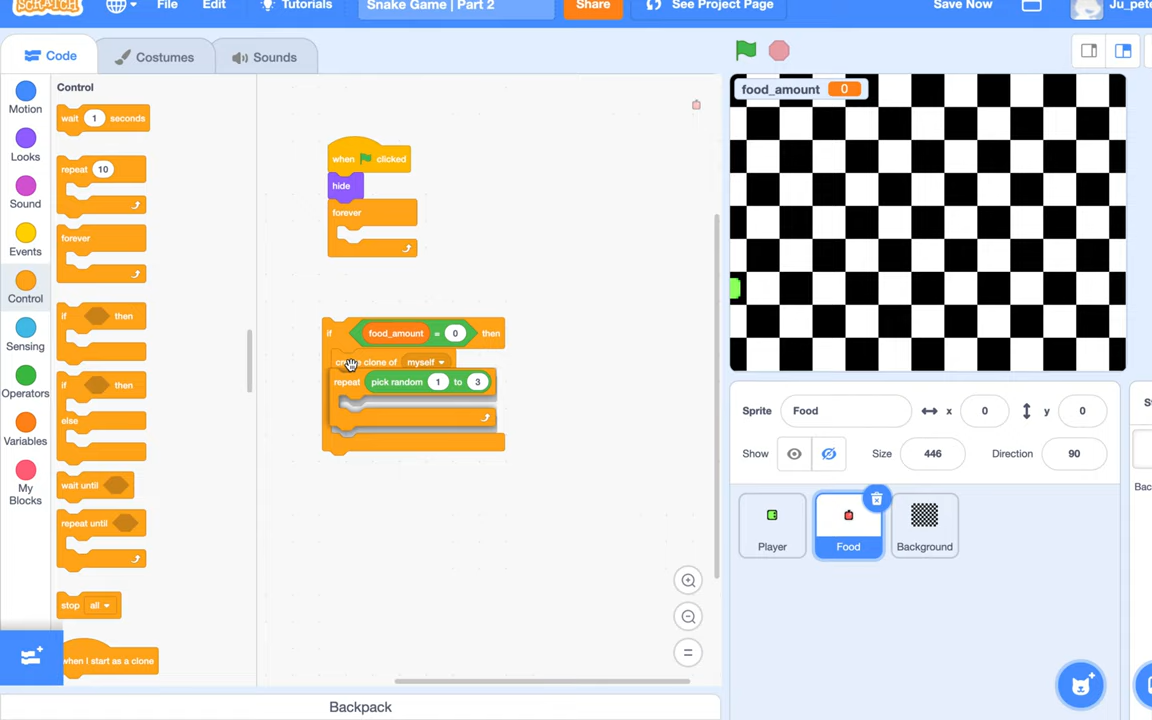 SCRATCH File Edit Tutorials Snake Game | Part 2 Share See Project Page Save Now Ju_pete
Code Costumes Sounds
Motion
Looks
Sound
Events
Control
Sensing
Operators
Variables
My
Blocks
Control
wait 1 seconds
repeat 10
forever
if then
if then
else
wait until
repeat until
stop all
when I start as a clone
when clicked
hide
forever
if food_amount = 0 then
clone of myself
repeat pick random 1 to 3
food_amount 0
Sprite Food x 0 y 0
Show Size 446 Direction 90
Player
Food
Background
Backpack